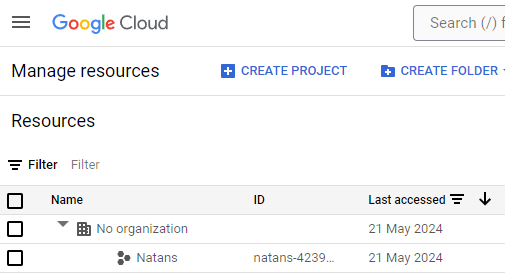 Google Cloud
Search (/) f
Manage resources
CREATE PROJECT
CREATE FOLDER
Resources
Filter Filter
Name ID Last accessed
No organization 21 May 2024
Natans natans-4239... 21 May 2024